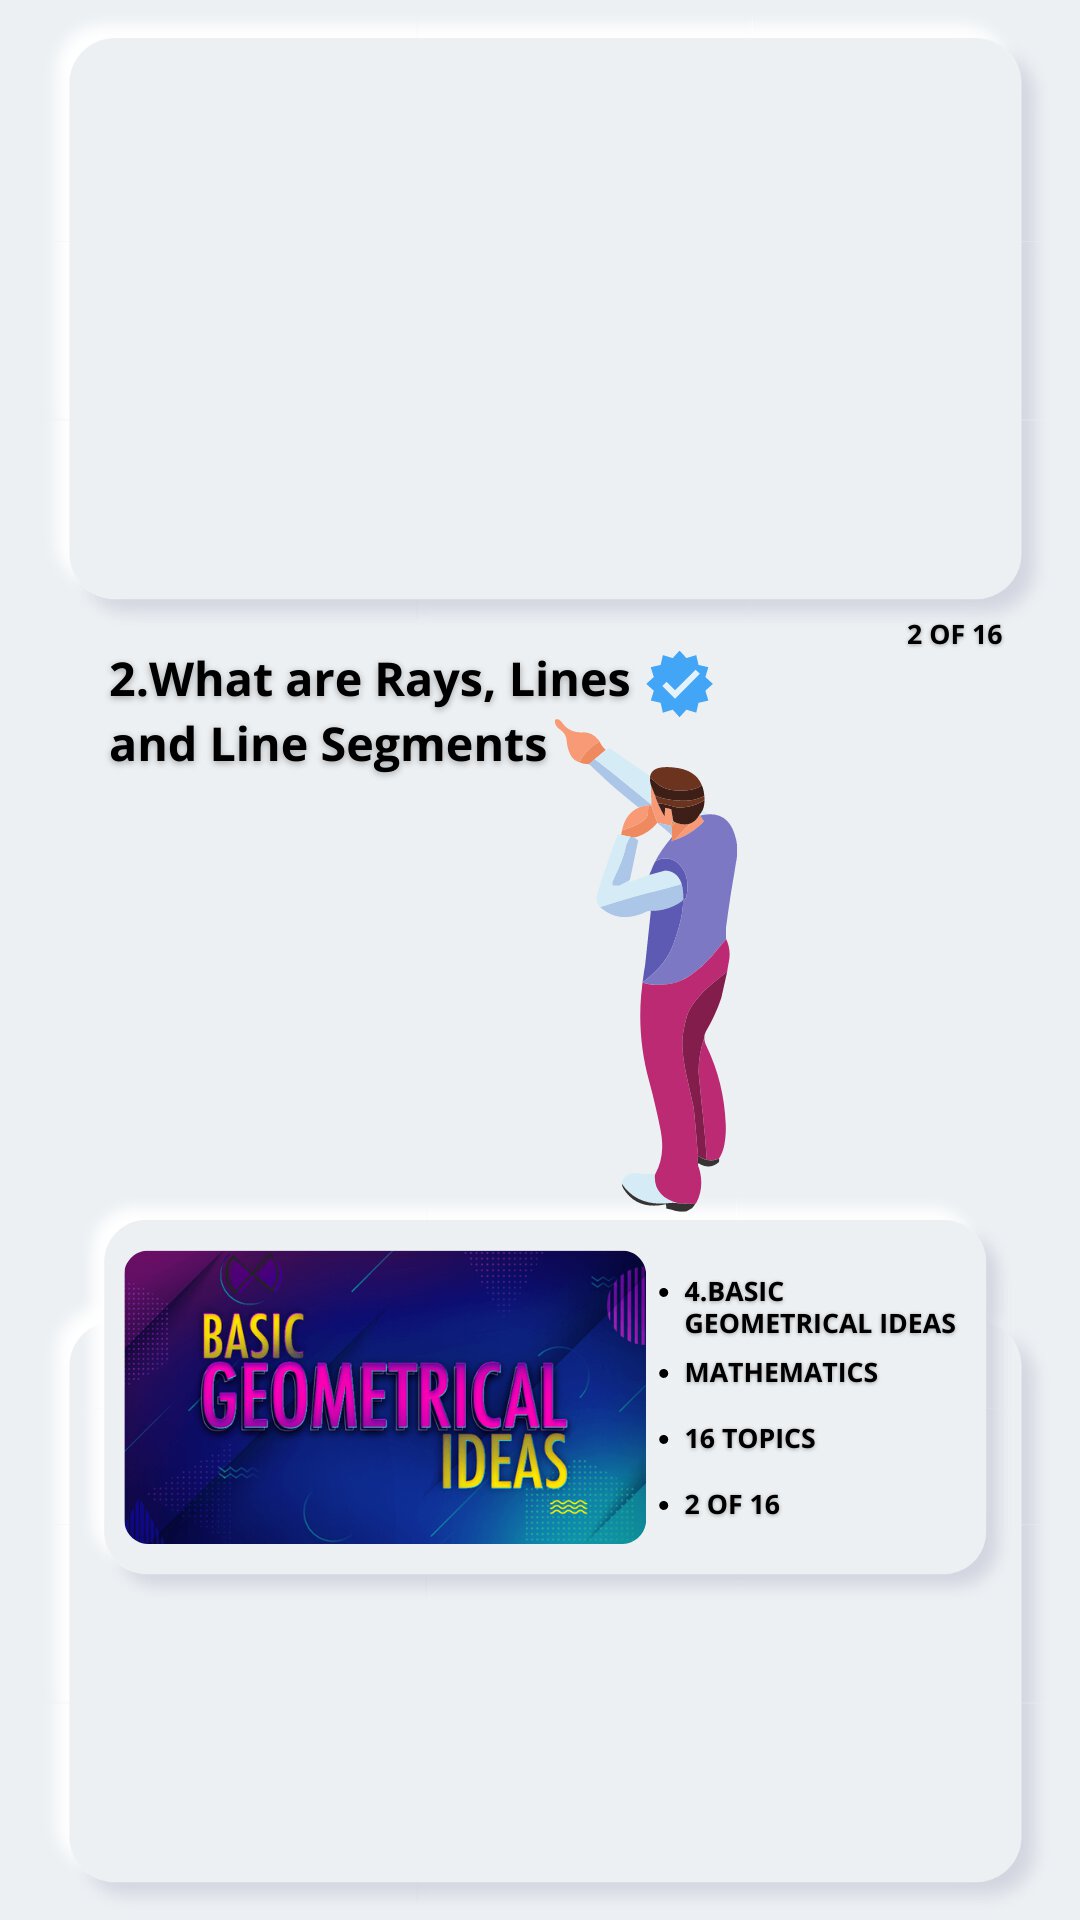 2 OF 16
2.What are Rays, Lines
and Line Segments
BASIC
GEOMETRICAL
IDEAS
4.BASIC
GEOMETRICAL IDEAS
MATHEMATICS
16 TOPICS
2 OF 16